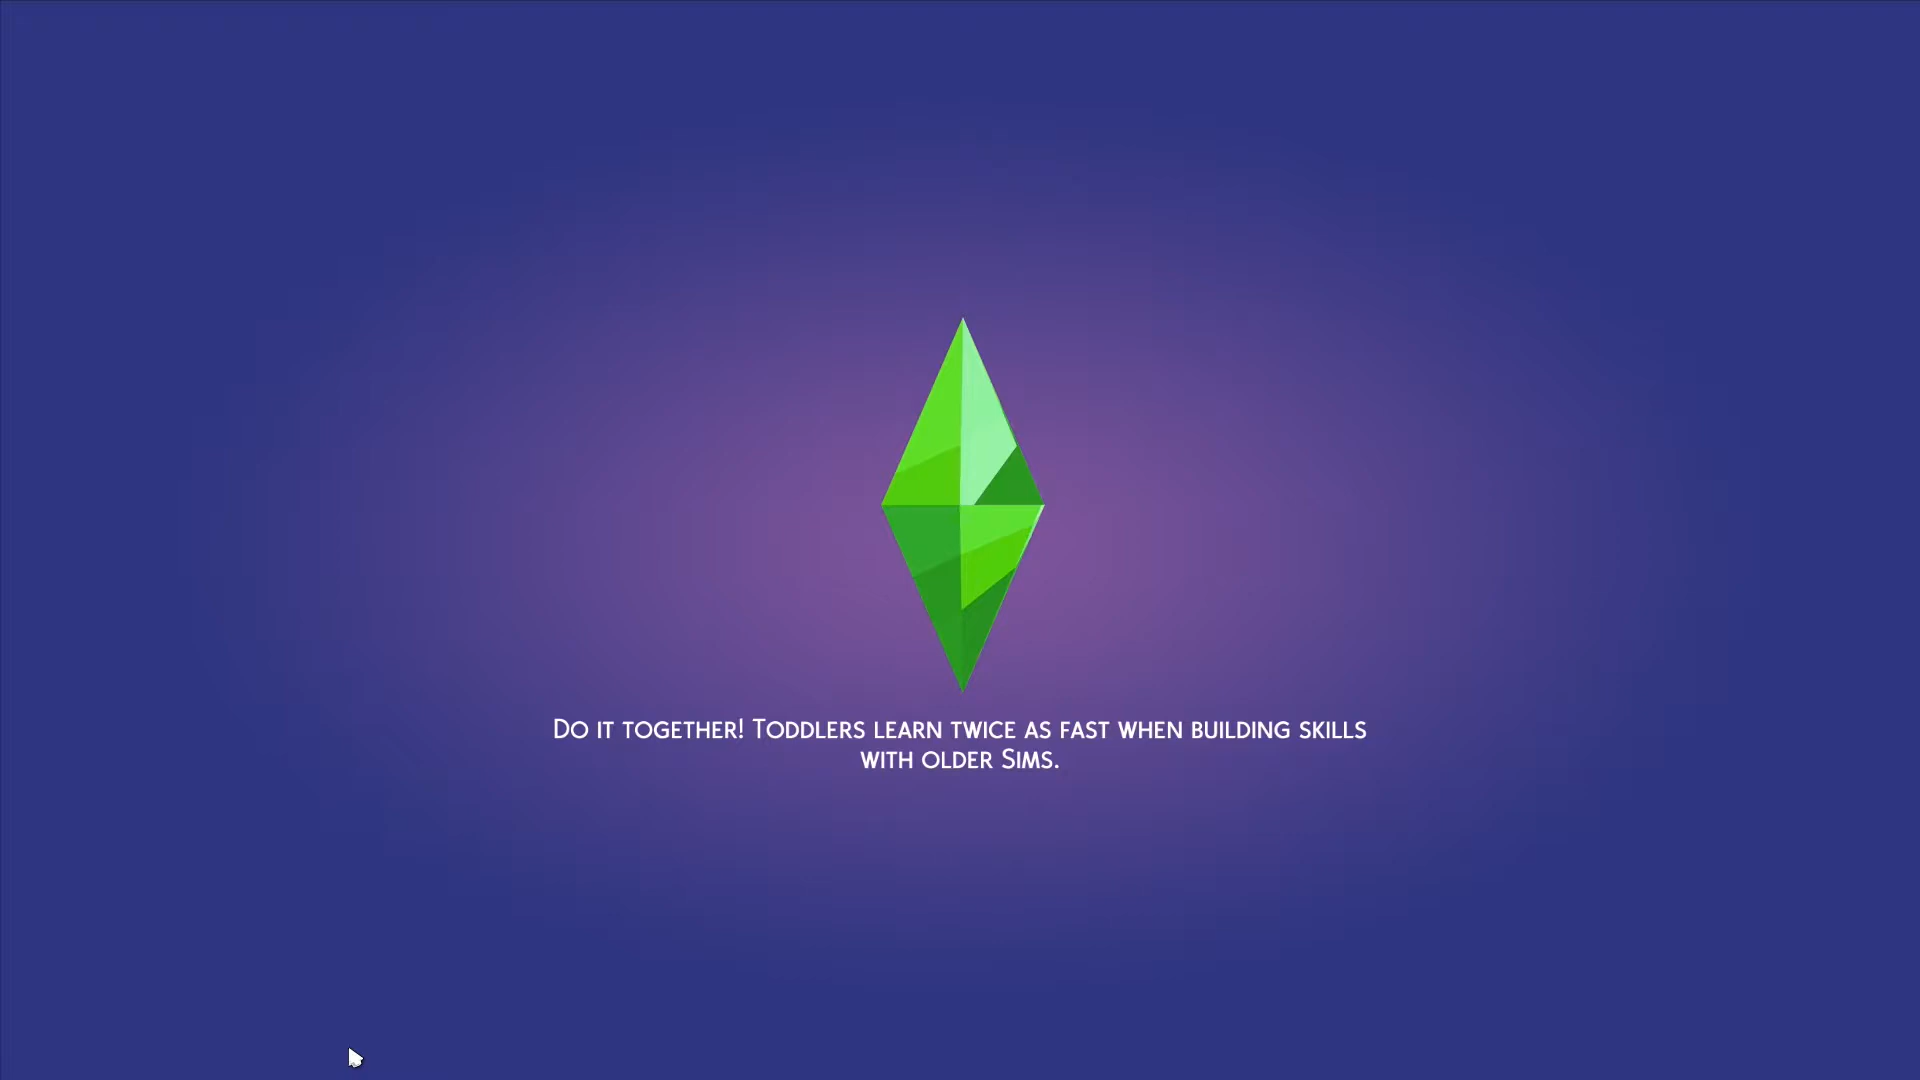 Do it together! Toddlers learn twice as fast when building skills
with older Sims.